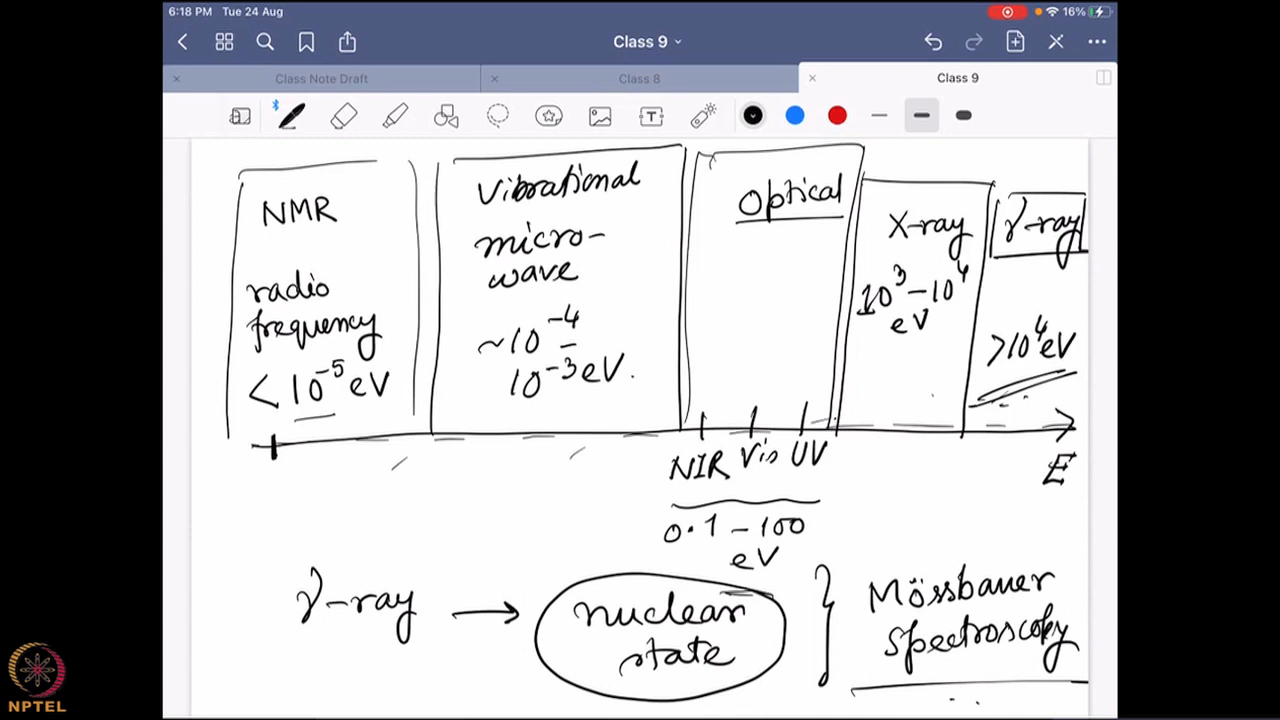 6:18 PM Tue 24 Aug
16%
Class 9
Class Note Draft
Class 8
Class 9
T
NMR
radio
frequency
< 10⁻⁵ eV
Vibrational
micro-
wave
~10⁻⁴
–
10⁻³ eV.
Optical
X-ray
10³ – 10⁴
eV
γ-ray
>10⁴ eV
NIR Vis UV
E
0.1 – 100
eV
γ-ray → nuclear
state
} Mössbauer
spectroscopy
NPTEL